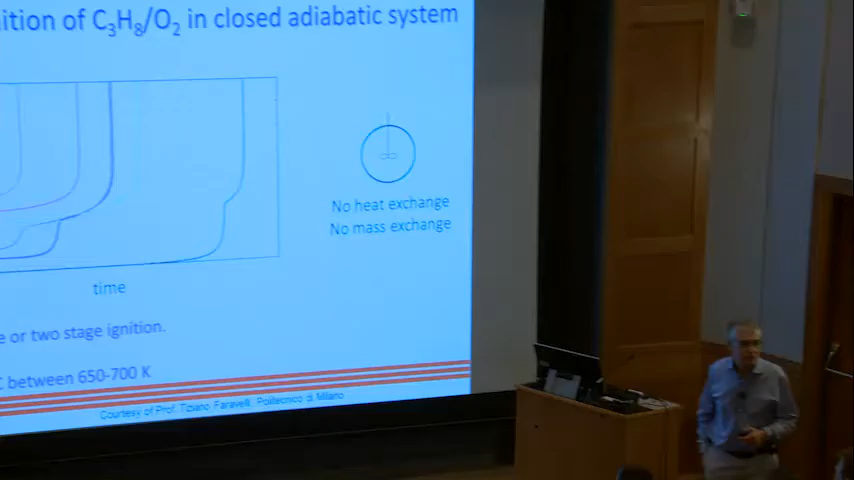 ition of C3H8/O2 in closed adiabatic system
No heat exchange
No mass exchange
time
e or two stage ignition.
C between 650-700 K
Courtesy of Prof. Tiziano Faravelli, Politecnico di Milano